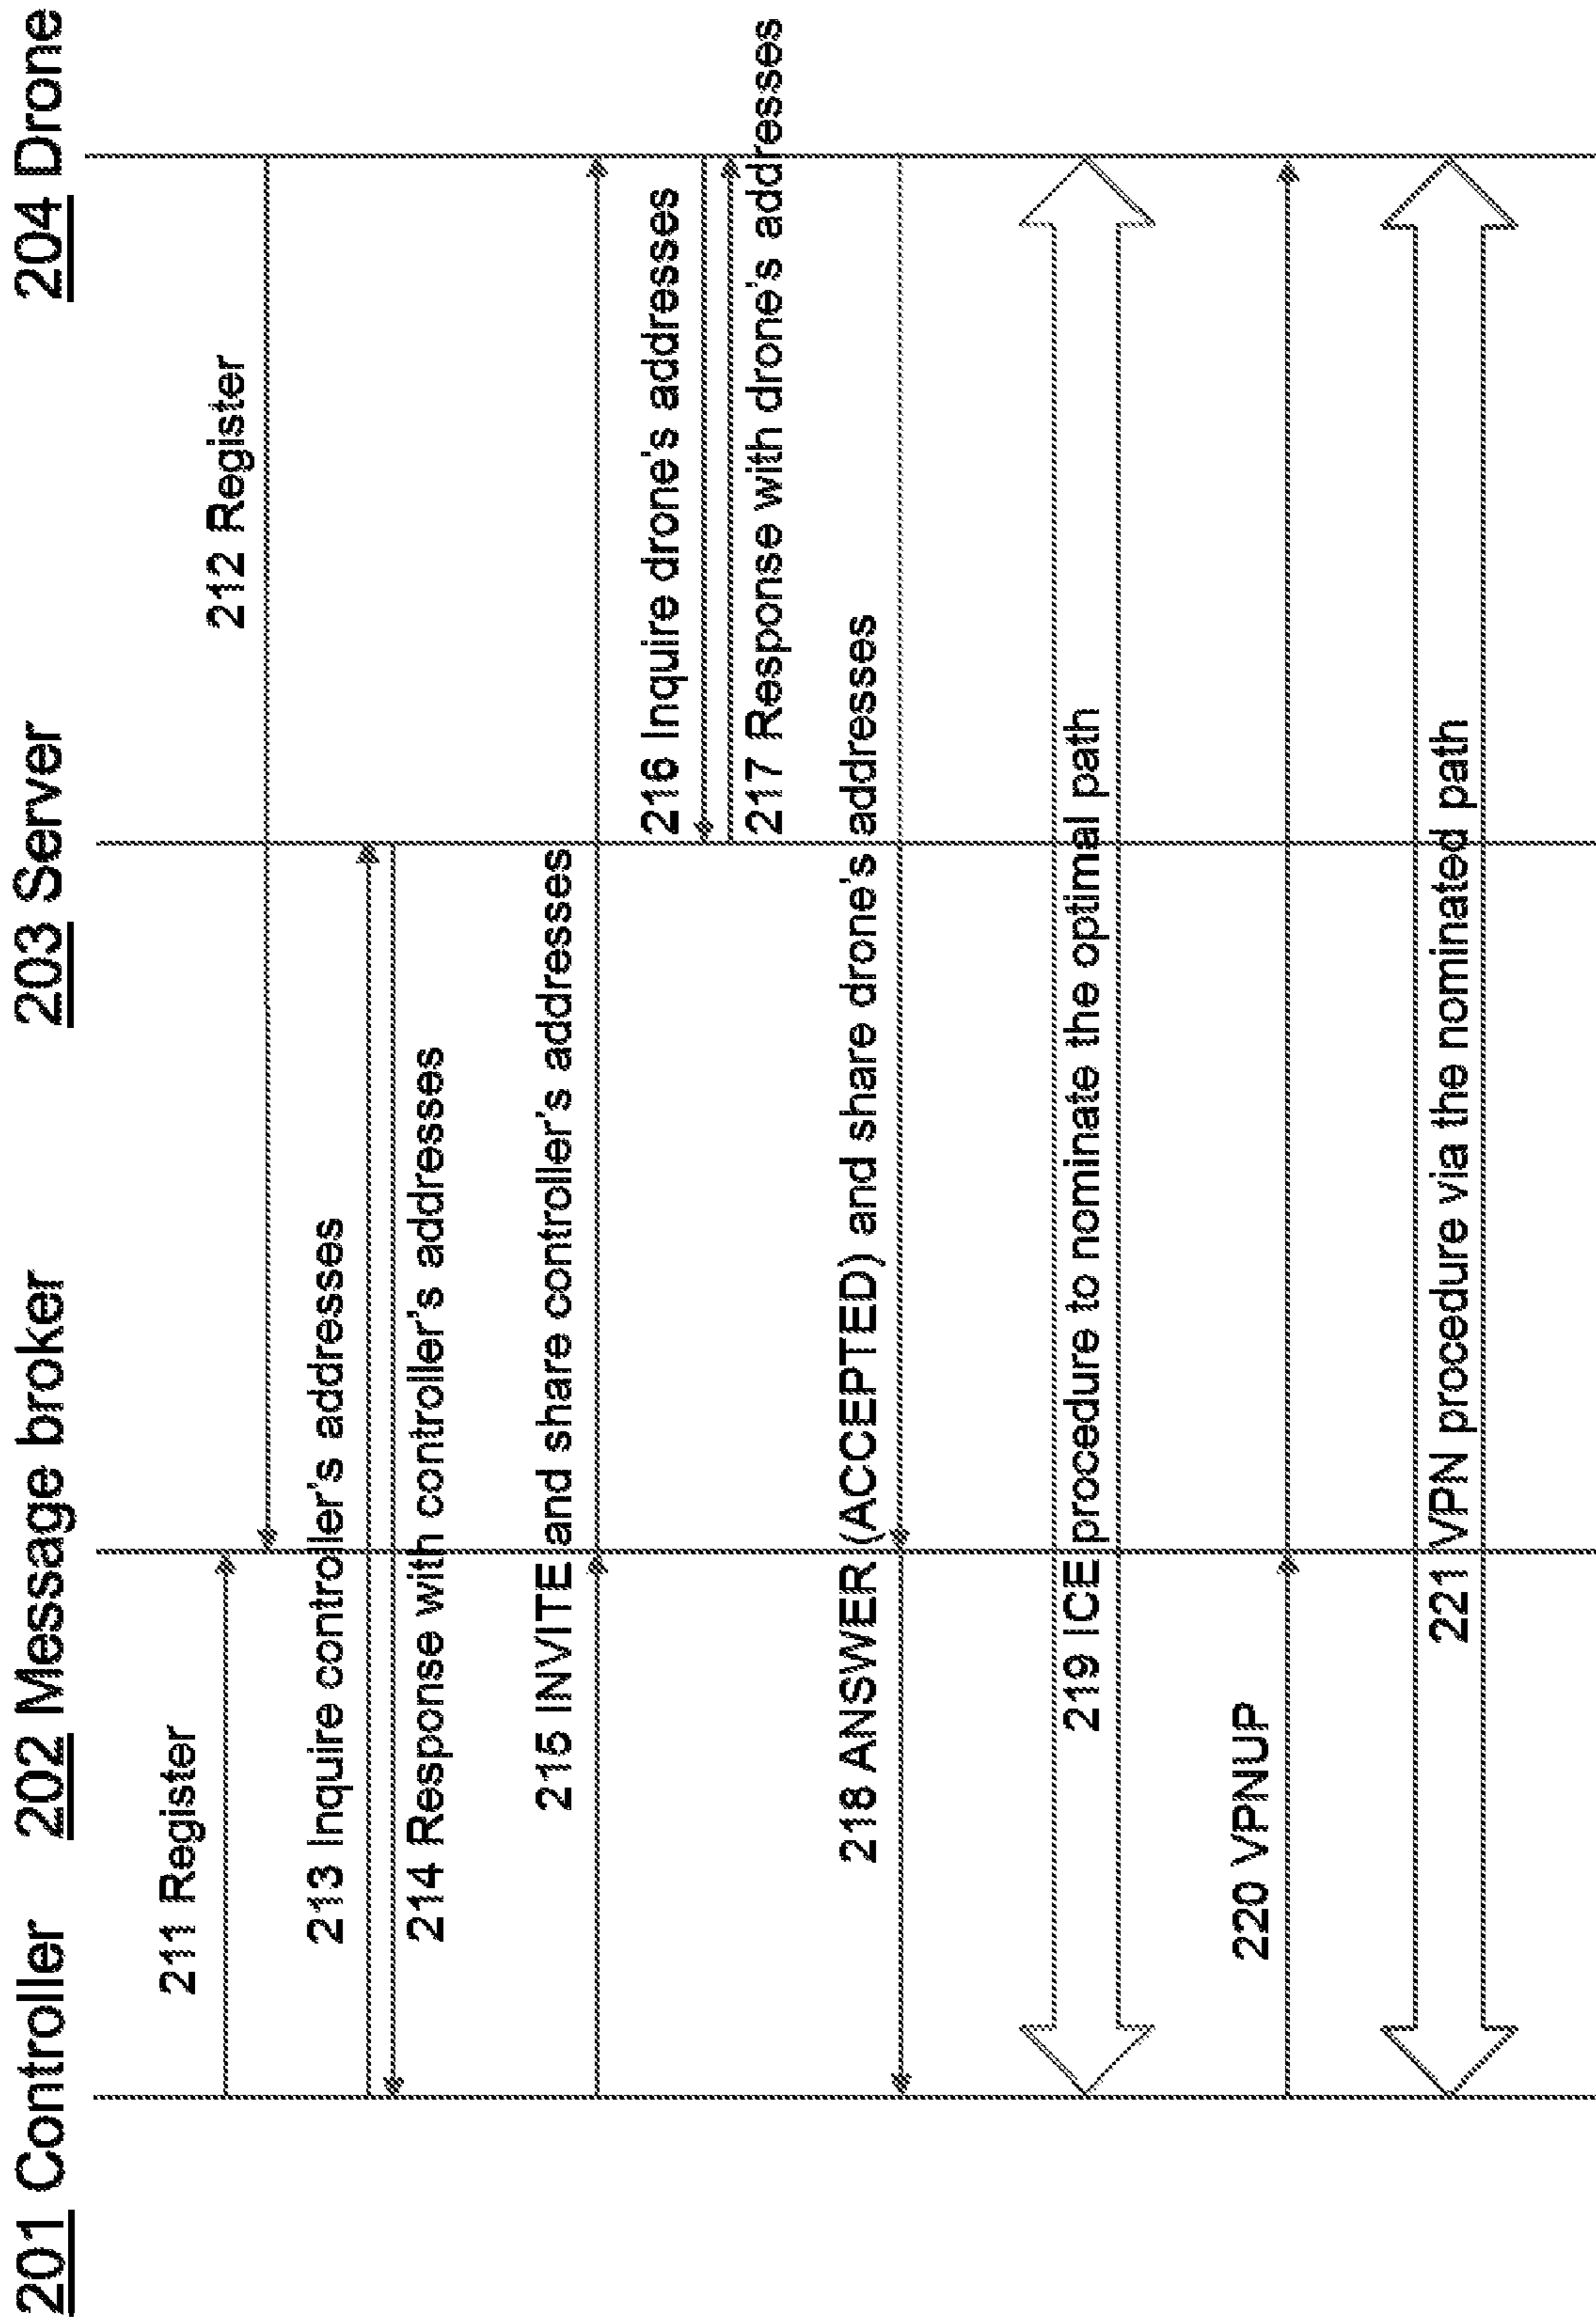 201 Controller
202 Message broker
203 Server
204 Drone
211 Register
212 Register
213 Inquire controller's addresses
214 Response with controller's addresses
215 INVITE and share controller's addresses
216 Inquire drone's addresses
217 Response with drone's addresses
218 ANSWER (ACCEPTED) and share drone's addresses
219 ICE procedure to nominate the optimal path
220 VPNUP
221 VPN procedure via the nominated path